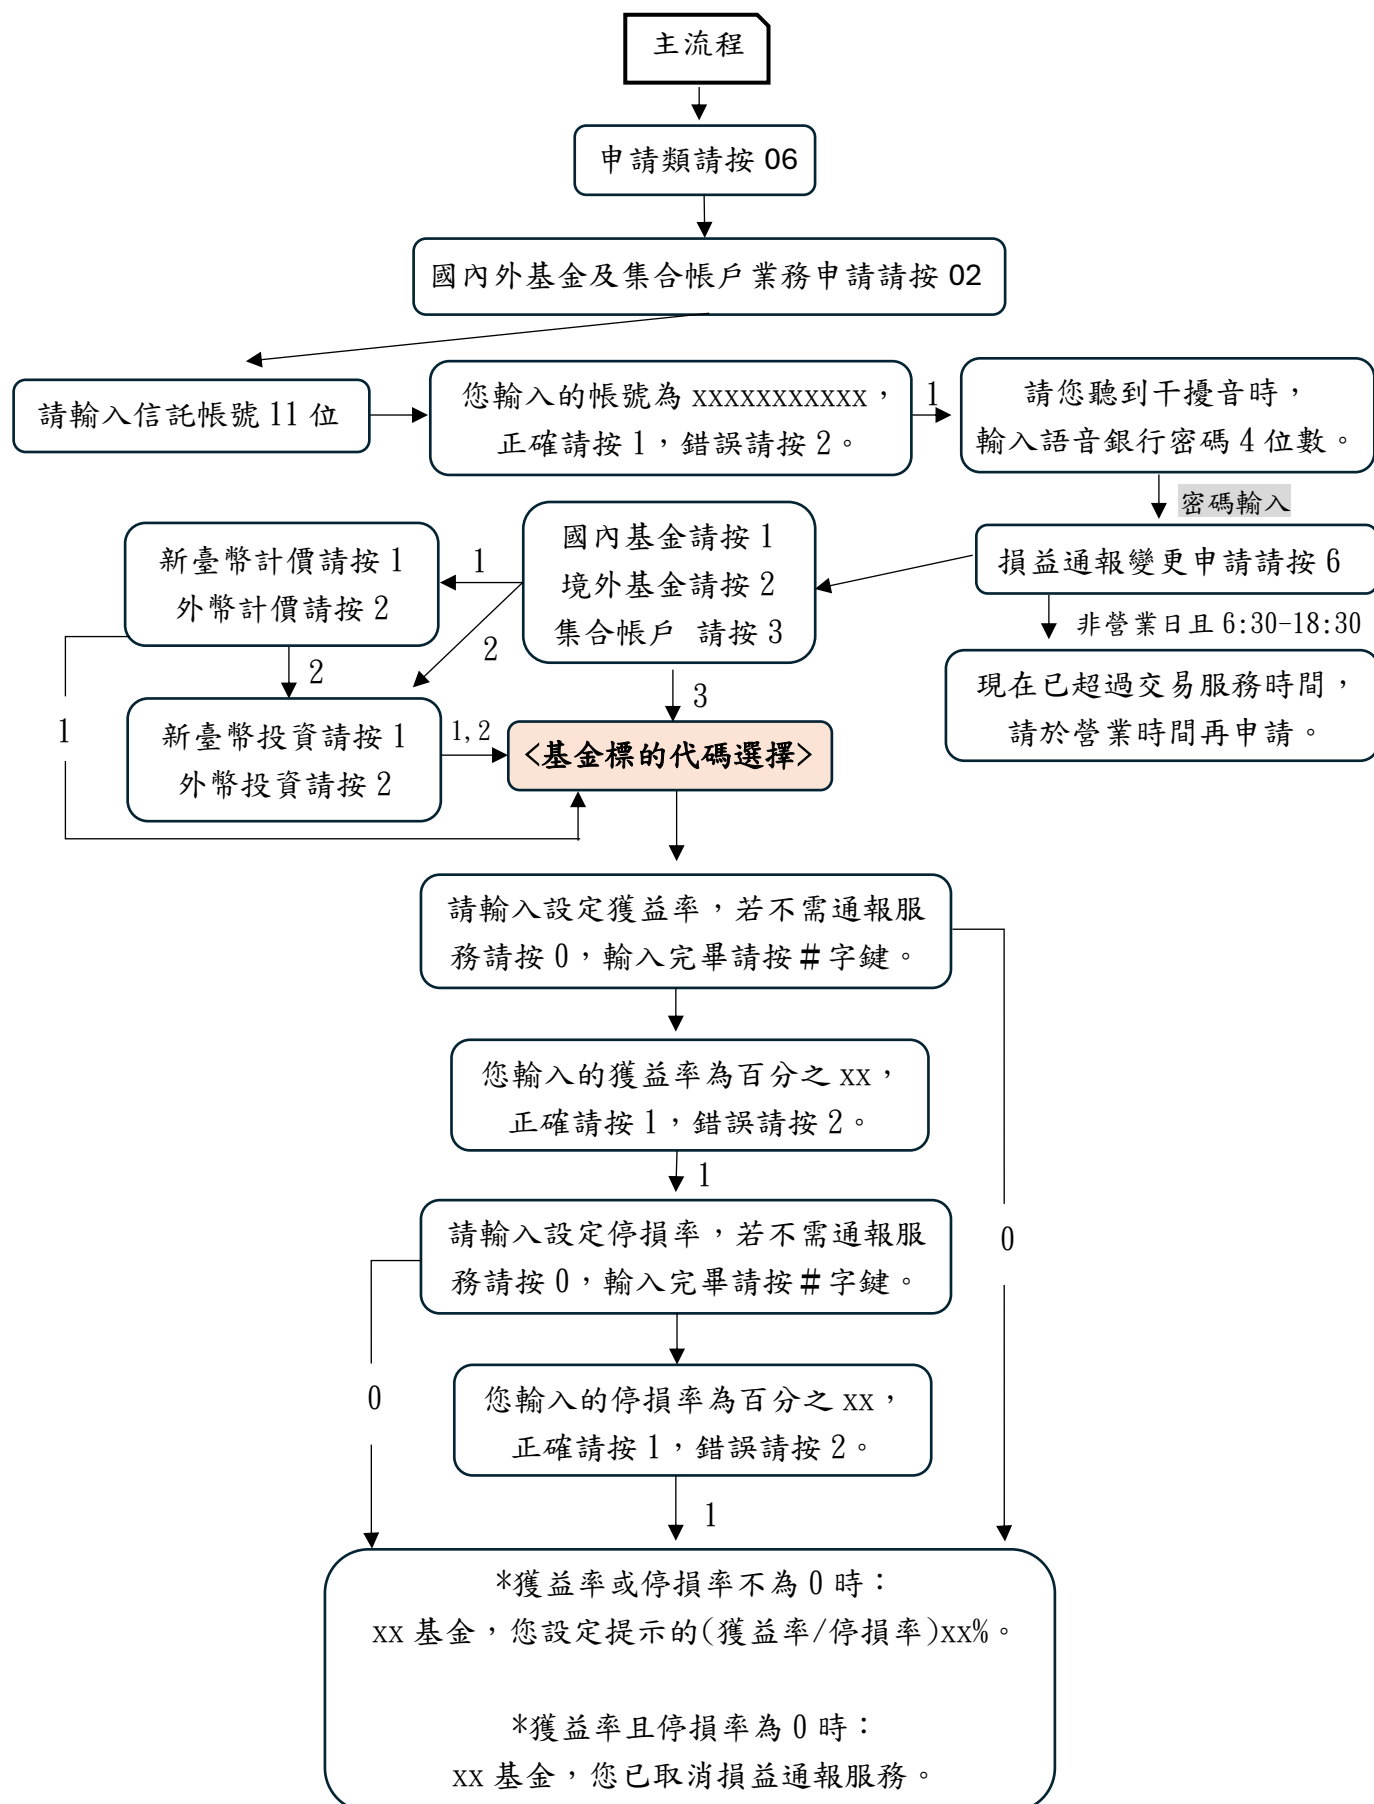 主流程
申請類請按 06
國內外基金及集合帳戶業務申請請按 02
請輸入信託帳號 11 位
您輸入的帳號為 xxxxxxxxxxx，
正確請按 1，錯誤請按 2。
1
請您聽到干擾音時，
輸入語音銀行密碼 4 位數。
密碼輸入
損益通報變更申請請按 6
非營業日且 6:30-18:30
現在已超過交易服務時間，
請於營業時間再申請。
國內基金請按 1
境外基金請按 2
集合帳戶 請按 3
1
2
3
新臺幣計價請按 1
外幣計價請按 2
2
1
新臺幣投資請按 1
外幣投資請按 2
1,2
<基金標的代碼選擇>
請輸入設定獲益率，若不需通報服
務請按 0，輸入完畢請按＃字鍵。
0
您輸入的獲益率為百分之 xx，
正確請按 1，錯誤請按 2。
1
請輸入設定停損率，若不需通報服
務請按 0，輸入完畢請按＃字鍵。
0
您輸入的停損率為百分之 xx，
正確請按 1，錯誤請按 2。
1
*獲益率或停損率不為 0 時：
xx 基金，您設定提示的(獲益率/停損率)xx%。
*獲益率且停損率為 0 時：
xx 基金，您已取消損益通報服務。